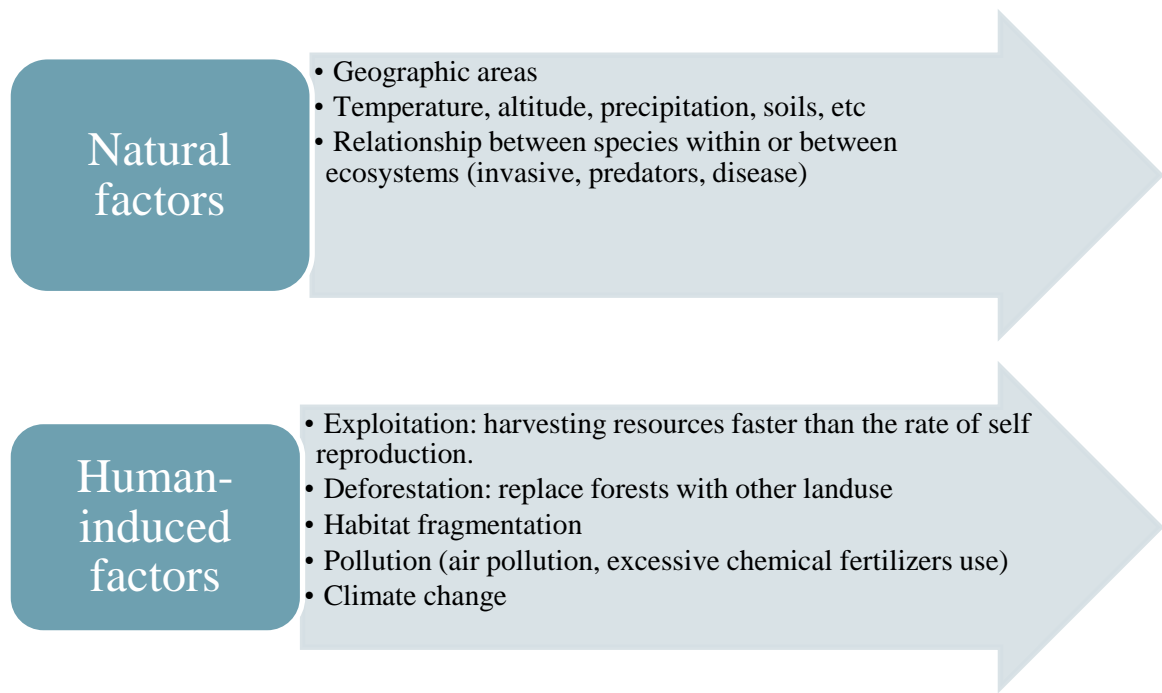 Natural
factors
• Geographic areas
• Temperature, altitude, precipitation, soils, etc
• Relationship between species within or between
ecosystems (invasive, predators, disease)
Human-
induced
factors
• Exploitation: harvesting resources faster than the rate of self
reproduction.
• Deforestation: replace forests with other landuse
• Habitat fragmentation
• Pollution (air pollution, excessive chemical fertilizers use)
• Climate change